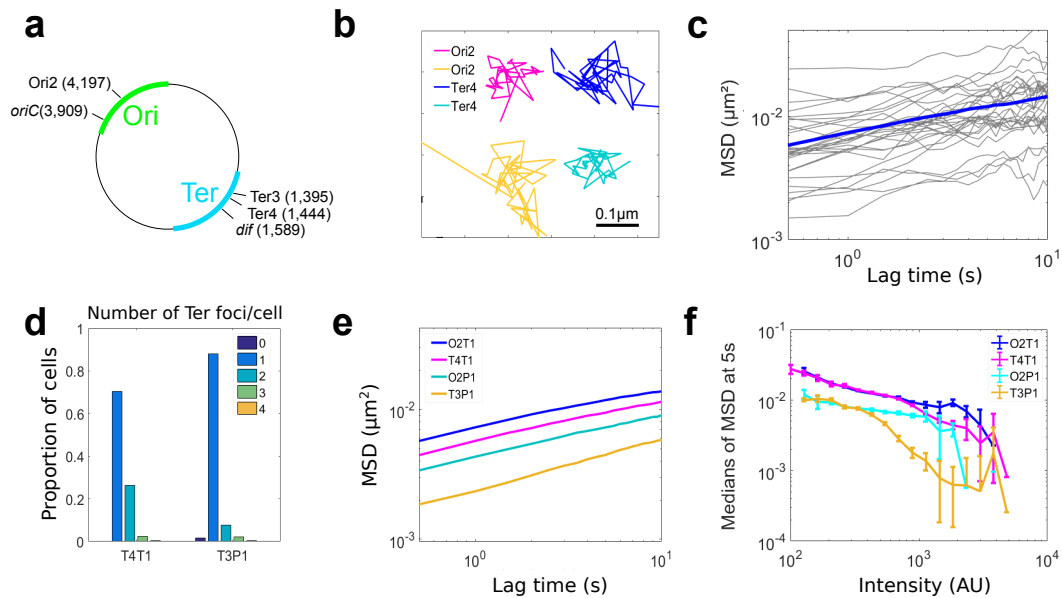 a
Ori2 (4,197)
oriC(3,909)
Ori
Ter
Ter3 (1,395)
Ter4 (1,444)
dif (1,589)
b
Ori2
Ori2
Ter4
Ter4
0.1µm
c
MSD (µm²)
10⁻²
10⁻³
10⁰
10¹
Lag time (s)
d
Number of Ter foci/cell
Proportion of cells
1
0.8
0.6
0.4
0.2
0
0
1
2
3
4
T4T1
T3P1
e
O2T1
T4T1
O2P1
T3P1
MSD (µm²)
10⁻²
10⁻³
10⁰
10¹
Lag time (s)
f
O2T1
T4T1
O2P1
T3P1
Medians of MSD at 5s
10⁻¹
10⁻²
10⁻³
10⁻⁴
10²
10³
10⁴
Intensity (AU)